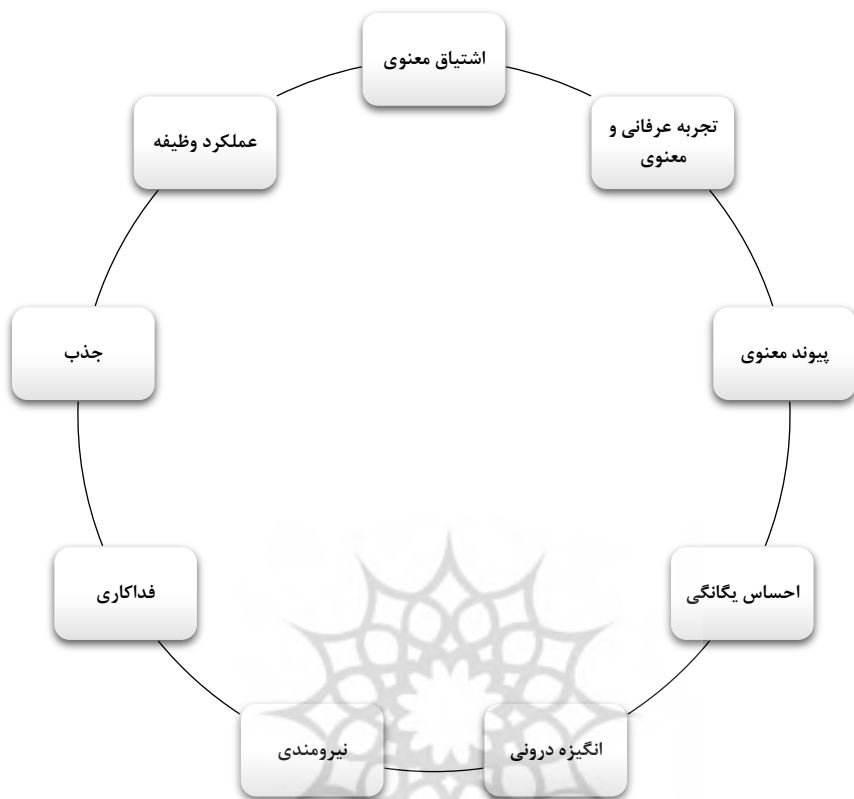 اشتیاق معنوی
تجربه عرفانی و
معنوی
پیوند معنوی
احساس یگانگی
انگیزه درونی
نیرومندی
فداکاری
جذب
عملکرد وظیفه